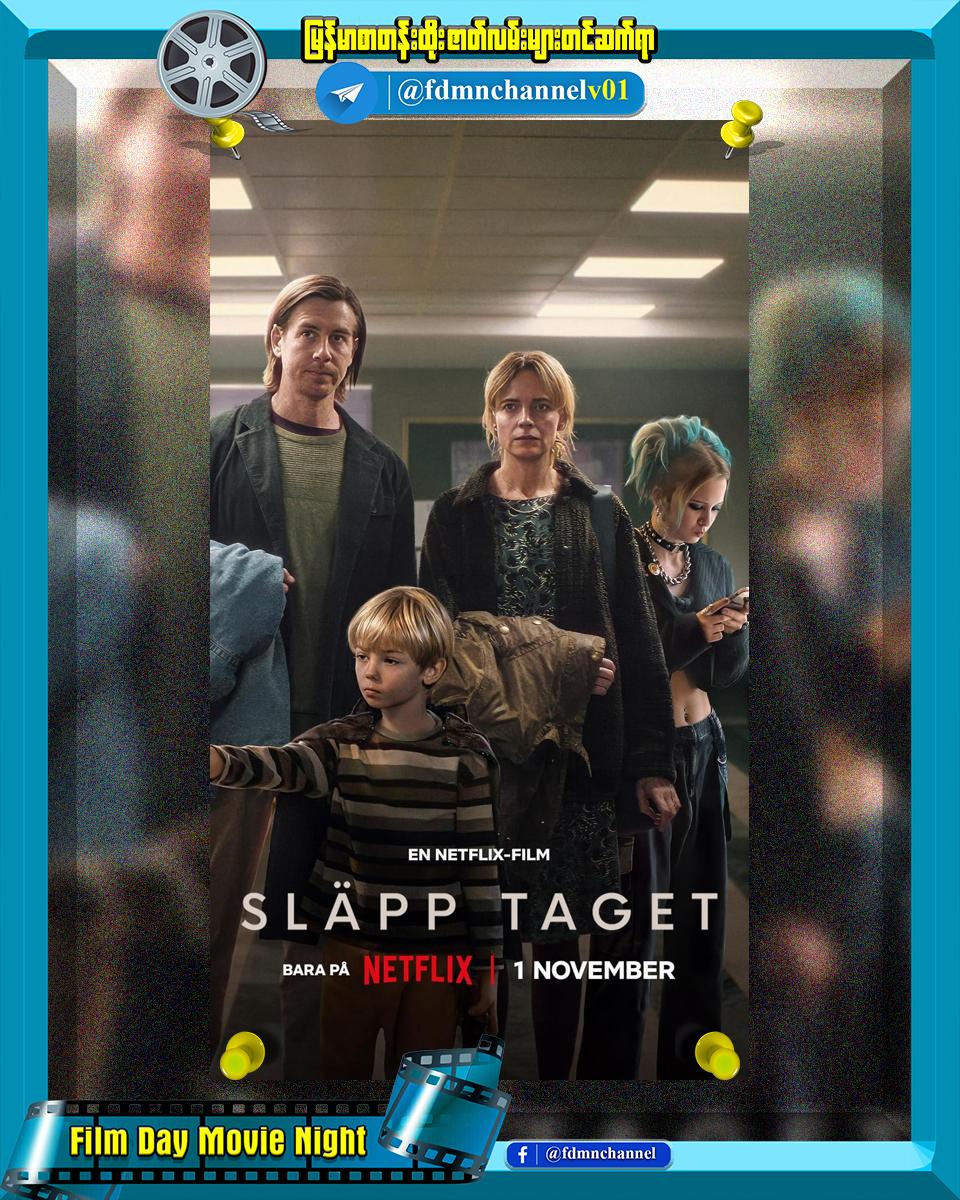 မြန်မာစာတန်းထိုးဇာတ်လမ်းများတင်ဆက်ရာ
@fdmnchannelv01
EN NETFLIX-FILM
SLÄPP TAGET
BARA PÅ NETFLIX | 1 NOVEMBER
Film Day Movie Night
@fdmnchannel